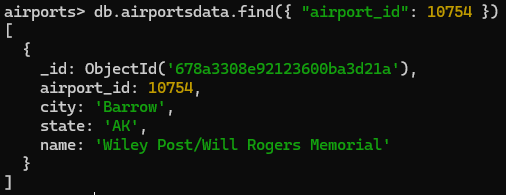 airports> db.airportsdata.find({ "airport_id": 10754 })
[
  {
    _id: ObjectId('678a3308e92123600ba3d21a'),
    airport_id: 10754,
    city: 'Barrow',
    state: 'AK',
    name: 'Wiley Post/Will Rogers Memorial'
  }
]